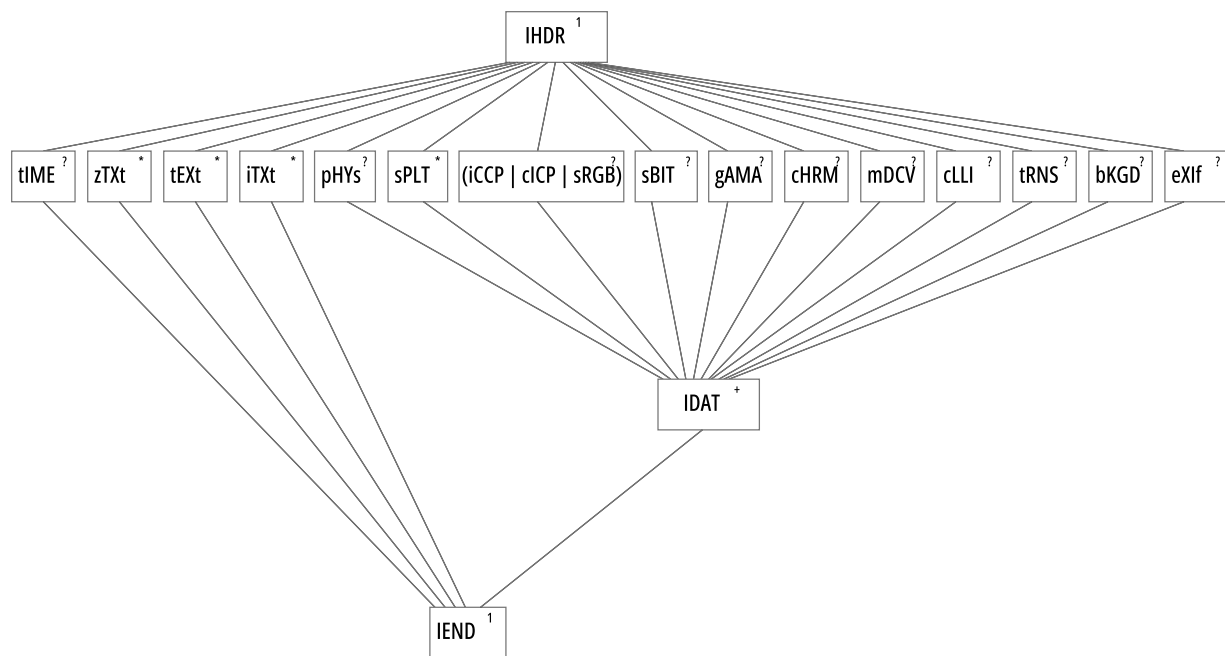 IHDR 1
tIME ? zTXt * tEXt * iTXt * pHYs ? sPLT * (iCCP | cICP | sRGB) ? sBIT ? gAMA ? cHRM ? mDCV ? cLLI ? tRNS ? bKGD ? eXIf ?
IDAT +
IEND 1